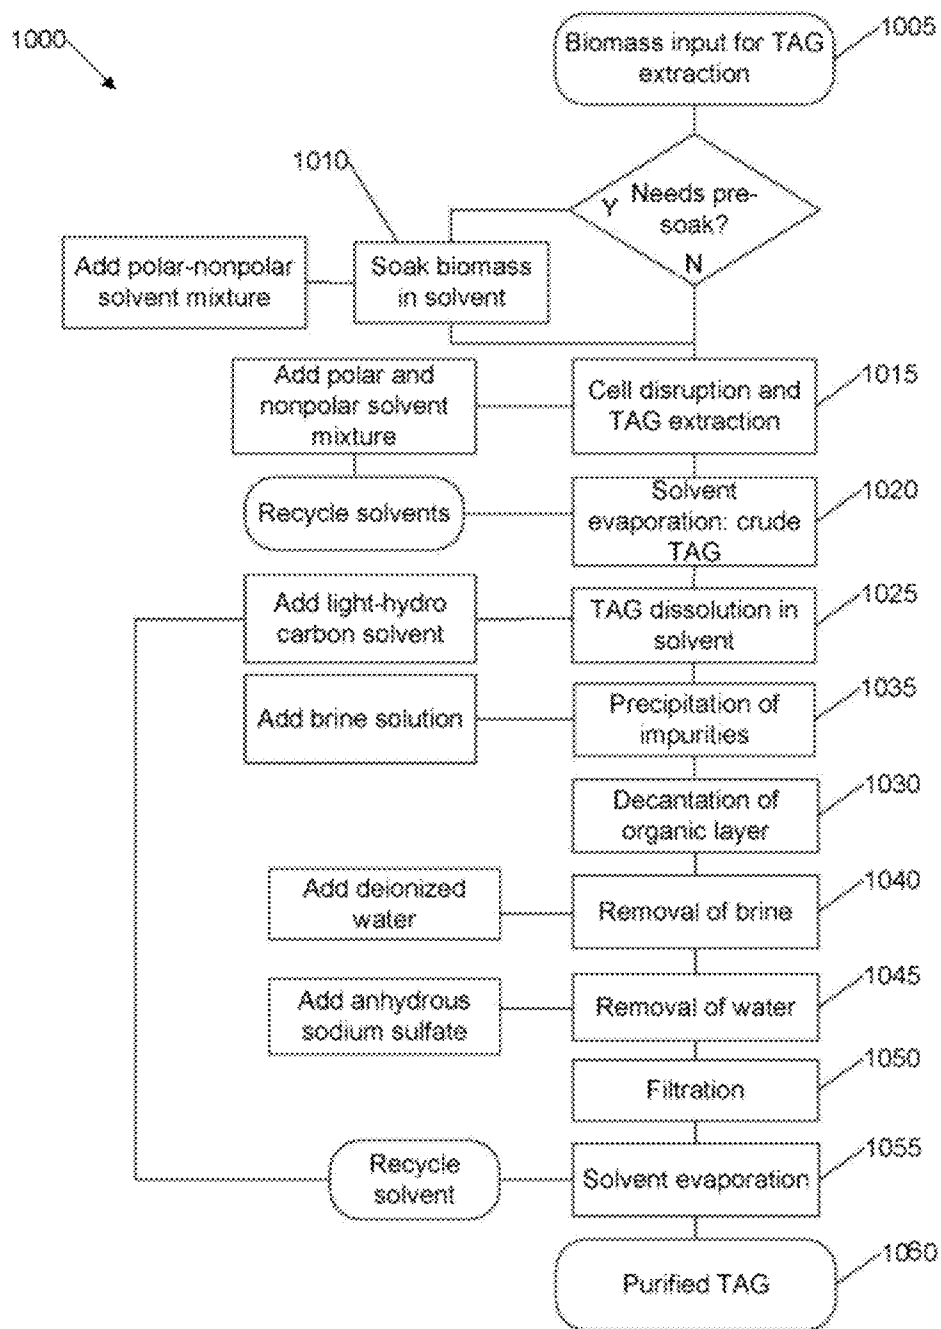 1000
Biomass input for TAG
extraction
1005
1010
Needs pre-
soak?
Y
N
Add polar-nonpolar
solvent mixture
Soak biomass
in solvent
Add polar and
nonpolar solvent
mixture
Cell disruption and
TAG extraction
1015
Recycle solvents
Solvent
evaporation: crude
TAG
1020
Add light-hydro
carbon solvent
TAG dissolution in
solvent
1025
Add brine solution
Precipitation of
impurities
1035
Decantation of
organic layer
1030
Add deionized
water
Removal of brine
1040
Add anhydrous
sodium sulfate
Removal of water
1045
Filtration
1050
Recycle
solvent
Solvent evaporation
1055
Purified TAG
1060